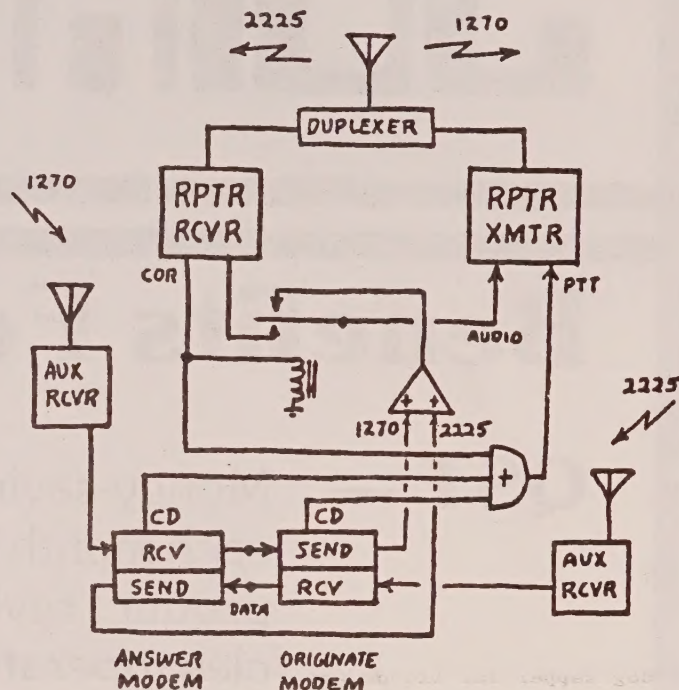 2225
1270
DUPLEXER
1270
RPTR
RCVR
RPTR
XMTR
COR
PTT
AUDIO
AUX
RCVR
+ +
1270 2225
2225
+
CD
CD
RCV
SEND
SEND
RCV
DATA
AUX
RCVR
ANSWER
MODEM
ORIGINATE
MODEM